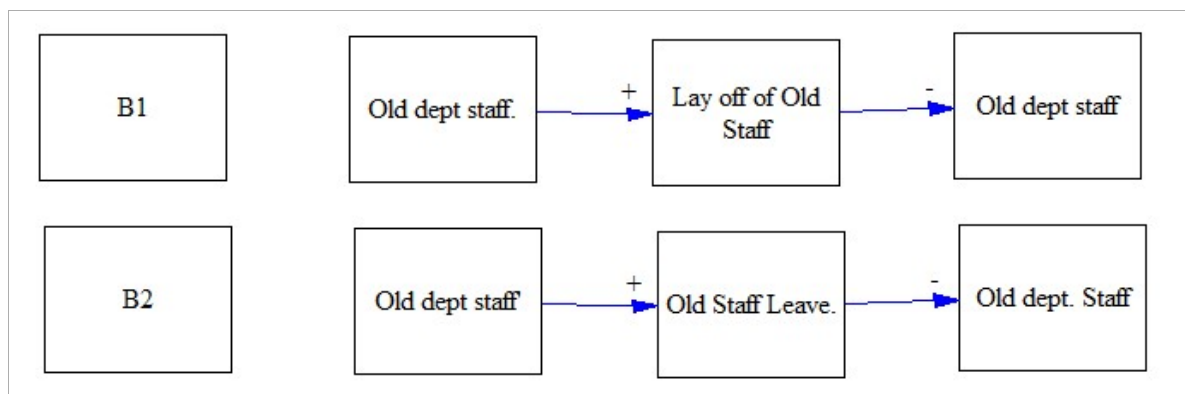 B1
Old dept staff.
+
Lay off of Old
Staff
-
Old dept staff
B2
Old dept staff
+
Old Staff Leave.
-
Old dept. Staff